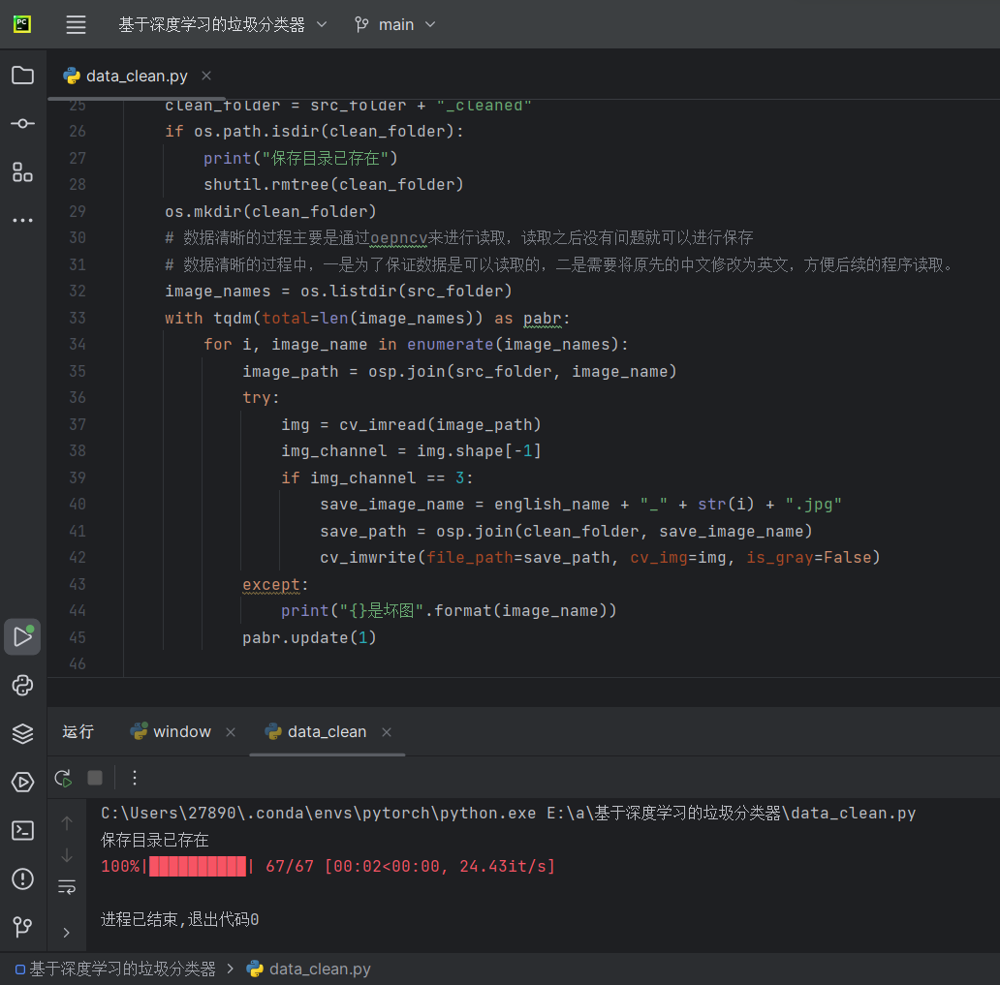 PC
基于深度学习的垃圾分类器 main
data_clean.py
25 clean_folder = src_folder + "_cleaned"
26 if os.path.isdir(clean_folder):
27 print("保存目录已存在")
28 shutil.rmtree(clean_folder)
29 os.mkdir(clean_folder)
30 # 数据清晰的过程主要是通过oepncv来进行读取，读取之后没有问题就可以进行保存
31 # 数据清晰的过程中，一是为了保证数据是可以读取的，二是需要将原先的中文修改为英文，方便后续的程序读取。
32 image_names = os.listdir(src_folder)
33 with tqdm(total=len(image_names)) as pabr:
34 for i, image_name in enumerate(image_names):
35 image_path = osp.join(src_folder, image_name)
36 try:
37 img = cv_imread(image_path)
38 img_channel = img.shape[-1]
39 if img_channel == 3:
40 save_image_name = english_name + "_" + str(i) + ".jpg"
41 save_path = osp.join(clean_folder, save_image_name)
42 cv_imwrite(file_path=save_path, cv_img=img, is_gray=False)
43 except:
44 print("{}是坏图".format(image_name))
45 pabr.update(1)
46
运行 window data_clean
C:\Users\27890\.conda\envs\pytorch\python.exe E:\a\基于深度学习的垃圾分类器\data_clean.py
保存目录已存在
100%|██████████| 67/67 [00:02<00:00, 24.43it/s]
进程已结束,退出代码0
基于深度学习的垃圾分类器 > data_clean.py